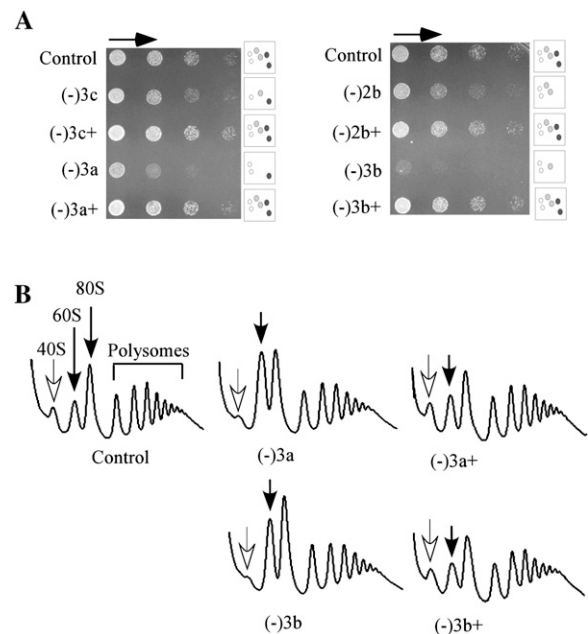 A
Control
(-)3c
(-)3c+
(-)3a
(-)3a+
Control
(-)2b
(-)2b+
(-)3b
(-)3b+
B
80S
60S
40S
Polysomes
Control
(-)3a
(-)3a+
(-)3b
(-)3b+